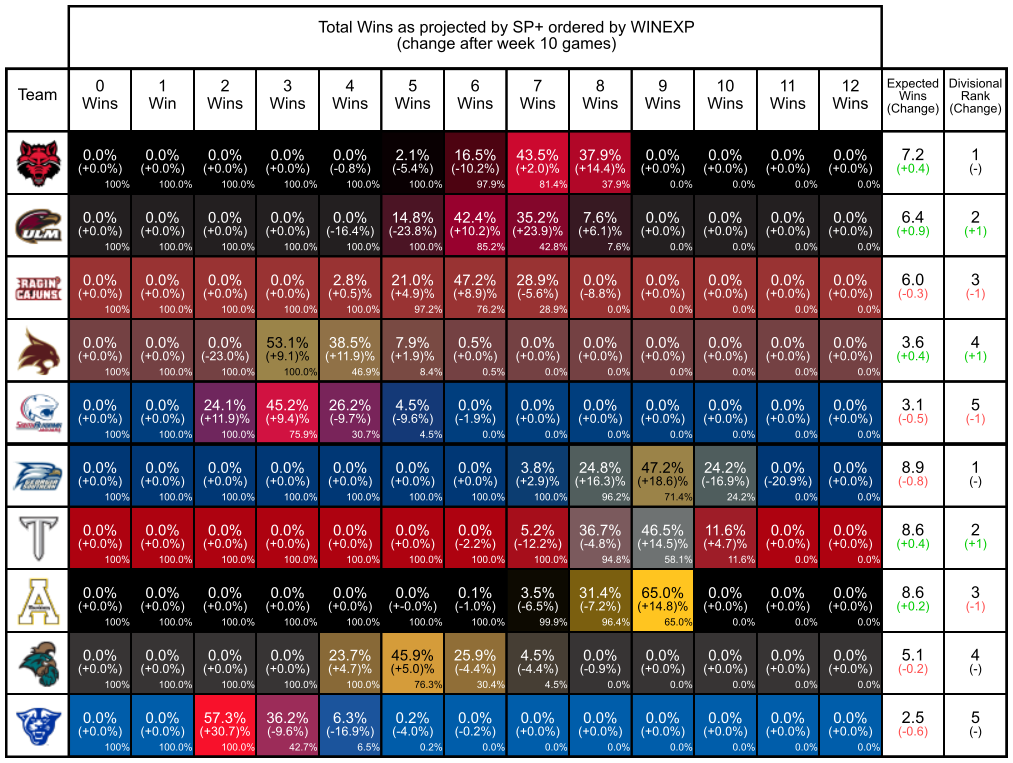 Total Wins as projected by SP+ ordered by WINEXP
(change after week 10 games)
Team
0 Wins
1 Win
2 Wins
3 Wins
4 Wins
5 Wins
6 Wins
7 Wins
8 Wins
9 Wins
10 Wins
11 Wins
12 Wins
Expected Wins (Change)
Divisional Rank (Change)
0.0% 0.0% 0.0% 0.0% 0.0% 2.1% 16.5% 43.5% 37.9% 0.0% 0.0% 0.0% 0.0% 7.2 1
(+0.0%) (+0.0%) (+0.0%) (+0.0%) (-0.8%) (-5.4%) (-10.2)% (+2.0)% (+14.4)% (+0.0%) (+0.0%) (+0.0%) (+0.0%) (+0.4) (-)
100% 100.0% 100.0% 100.0% 100.0% 100.0% 97.9% 81.4% 37.9% 0.0% 0.0% 0.0% 0.0%
ULM
0.0% 0.0% 0.0% 0.0% 0.0% 14.8% 42.4% 35.2% 7.6% 0.0% 0.0% 0.0% 0.0% 6.4 2
(+0.0%) (+0.0%) (+0.0%) (+0.0%) (-16.4%) (-23.8%) (+10.2)% (+23.9)% (+6.1)% (+0.0%) (+0.0%) (+0.0%) (+0.0%) (+0.9) (+1)
100% 100.0% 100.0% 100.0% 100.0% 100.0% 85.2% 42.8% 7.6% 0.0% 0.0% 0.0% 0.0%
RAGIN' CAJUNS
0.0% 0.0% 0.0% 0.0% 2.8% 21.0% 47.2% 28.9% 0.0% 0.0% 0.0% 0.0% 0.0% 6.0 3
(+0.0%) (+0.0%) (+0.0%) (+0.0%) (+0.5)% (+4.9)% (+8.9)% (-5.6%) (-8.8%) (+0.0%) (+0.0%) (+0.0%) (+0.0%) (-0.3) (-1)
100% 100.0% 100.0% 100.0% 100.0% 97.2% 76.2% 28.9% 0.0% 0.0% 0.0% 0.0% 0.0%
0.0% 0.0% 0.0% 53.1% 38.5% 7.9% 0.5% 0.0% 0.0% 0.0% 0.0% 0.0% 0.0% 3.6 4
(+0.0%) (+0.0%) (-23.0%) (+9.1)% (+11.9)% (+1.9)% (+0.0%) (+0.0%) (+0.0%) (+0.0%) (+0.0%) (+0.0%) (+0.0%) (+0.4) (+1)
100% 100.0% 100.0% 100.0% 46.9% 8.4% 0.5% 0.0% 0.0% 0.0% 0.0% 0.0% 0.0%
0.0% 0.0% 24.1% 45.2% 26.2% 4.5% 0.0% 0.0% 0.0% 0.0% 0.0% 0.0% 0.0% 3.1 5
(+0.0%) (+0.0%) (+11.9)% (+9.4)% (-9.7%) (-9.6%) (-1.9%) (+0.0%) (+0.0%) (+0.0%) (+0.0%) (+0.0%) (+0.0%) (-0.5) (-1)
100% 100.0% 100.0% 75.9% 30.7% 4.5% 0.0% 0.0% 0.0% 0.0% 0.0% 0.0% 0.0%
0.0% 0.0% 0.0% 0.0% 0.0% 0.0% 0.0% 3.8% 24.8% 47.2% 24.2% 0.0% 0.0% 8.9 1
(+0.0%) (+0.0%) (+0.0%) (+0.0%) (+0.0%) (+0.0%) (+0.0%) (+2.9)% (+16.3)% (+18.6)% (-16.9%) (-20.9%) (+0.0%) (-0.8) (-)
100% 100.0% 100.0% 100.0% 100.0% 100.0% 100.0% 100.0% 96.2% 71.4% 24.2% 0.0% 0.0%
T
0.0% 0.0% 0.0% 0.0% 0.0% 0.0% 0.0% 5.2% 36.7% 46.5% 11.6% 0.0% 0.0% 8.6 2
(+0.0%) (+0.0%) (+0.0%) (+0.0%) (+0.0%) (+0.0%) (-2.2%) (-12.2%) (-4.8%) (+14.5)% (+4.7)% (+0.0%) (+0.0%) (+0.4) (+1)
100% 100.0% 100.0% 100.0% 100.0% 100.0% 100.0% 100.0% 94.8% 58.1% 11.6% 0.0% 0.0%
A
0.0% 0.0% 0.0% 0.0% 0.0% 0.0% 0.1% 3.5% 31.4% 65.0% 0.0% 0.0% 0.0% 8.6 3
(+0.0%) (+0.0%) (+0.0%) (+0.0%) (+0.0%) (+-0.0%) (-1.0%) (-6.5%) (-7.2%) (+14.8)% (+0.0%) (+0.0%) (+0.0%) (+0.2) (-1)
100% 100.0% 100.0% 100.0% 100.0% 100.0% 100.0% 99.9% 96.4% 65.0% 0.0% 0.0% 0.0%
0.0% 0.0% 0.0% 0.0% 23.7% 45.9% 25.9% 4.5% 0.0% 0.0% 0.0% 0.0% 0.0% 5.1 4
(+0.0%) (+0.0%) (+0.0%) (+0.0%) (+4.7)% (+5.0)% (-4.4%) (-4.4%) (-0.9%) (+0.0%) (+0.0%) (+0.0%) (+0.0%) (-0.2) (-)
100% 100.0% 100.0% 100.0% 100.0% 76.3% 30.4% 4.5% 0.0% 0.0% 0.0% 0.0% 0.0%
0.0% 0.0% 57.3% 36.2% 6.3% 0.2% 0.0% 0.0% 0.0% 0.0% 0.0% 0.0% 0.0% 2.5 5
(+0.0%) (+0.0%) (+30.7)% (-9.6%) (-16.9%) (-4.0%) (-0.2%) (+0.0%) (+0.0%) (+0.0%) (+0.0%) (+0.0%) (+0.0%) (-0.6) (-)
100% 100.0% 100.0% 42.7% 6.5% 0.2% 0.0% 0.0% 0.0% 0.0% 0.0% 0.0% 0.0%